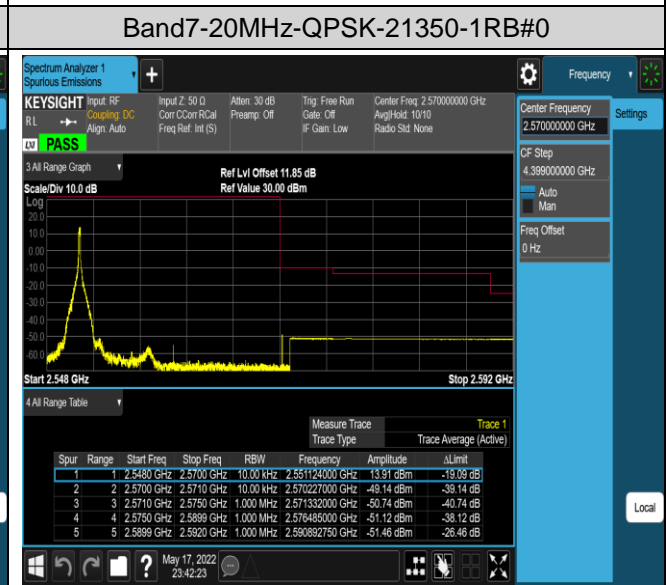 Band7-20MHz-QPSK-21350-1RB#0
Spectrum Analyzer 1
Spurious Emissions
+
Frequency
KEYSIGHT
RL
LXI PASS
Input: RF
Coupling: DC
Align: Auto
Input Z: 50 Ω
Corr CCorr RCal
Freq Ref: Int (S)
Atten: 30 dB
Preamp: Off
Trig: Free Run
Gate: Off
IF Gain: Low
Center Freq: 2.570000000 GHz
Avg|Hold: 10/10
Radio Std: None
Center Frequency
2.570000000 GHz
Settings
CF Step
4.399000000 GHz
Auto
Man
Freq Offset
0 Hz
3 All Range Graph
Scale/Div 10.0 dB
Ref Lvl Offset 11.85 dB
Ref Value 30.00 dBm
Log
20.0
10.0
0.00
-10.0
-20.0
-30.0
-40.0
-50.0
-60.0
Start 2.548 GHz
Stop 2.592 GHz
4 All Range Table
Measure Trace Trace 1
Trace Type Trace Average (Active)
Spur Range Start Freq Stop Freq RBW Frequency Amplitude ΔLimit
1 1 2.5480 GHz 2.5700 GHz 10.00 kHz 2.551124000 GHz 13.91 dBm -19.09 dB
2 2 2.5700 GHz 2.5710 GHz 10.00 kHz 2.570227000 GHz -49.14 dBm -39.14 dB
3 3 2.5710 GHz 2.5750 GHz 1.000 MHz 2.571332000 GHz -50.74 dBm -40.74 dB
4 4 2.5750 GHz 2.5899 GHz 1.000 MHz 2.576485000 GHz -51.12 dBm -38.12 dB
5 5 2.5899 GHz 2.5920 GHz 1.000 MHz 2.590892750 GHz -51.46 dBm -26.46 dB
Local
?
May 17, 2022
23:42:23